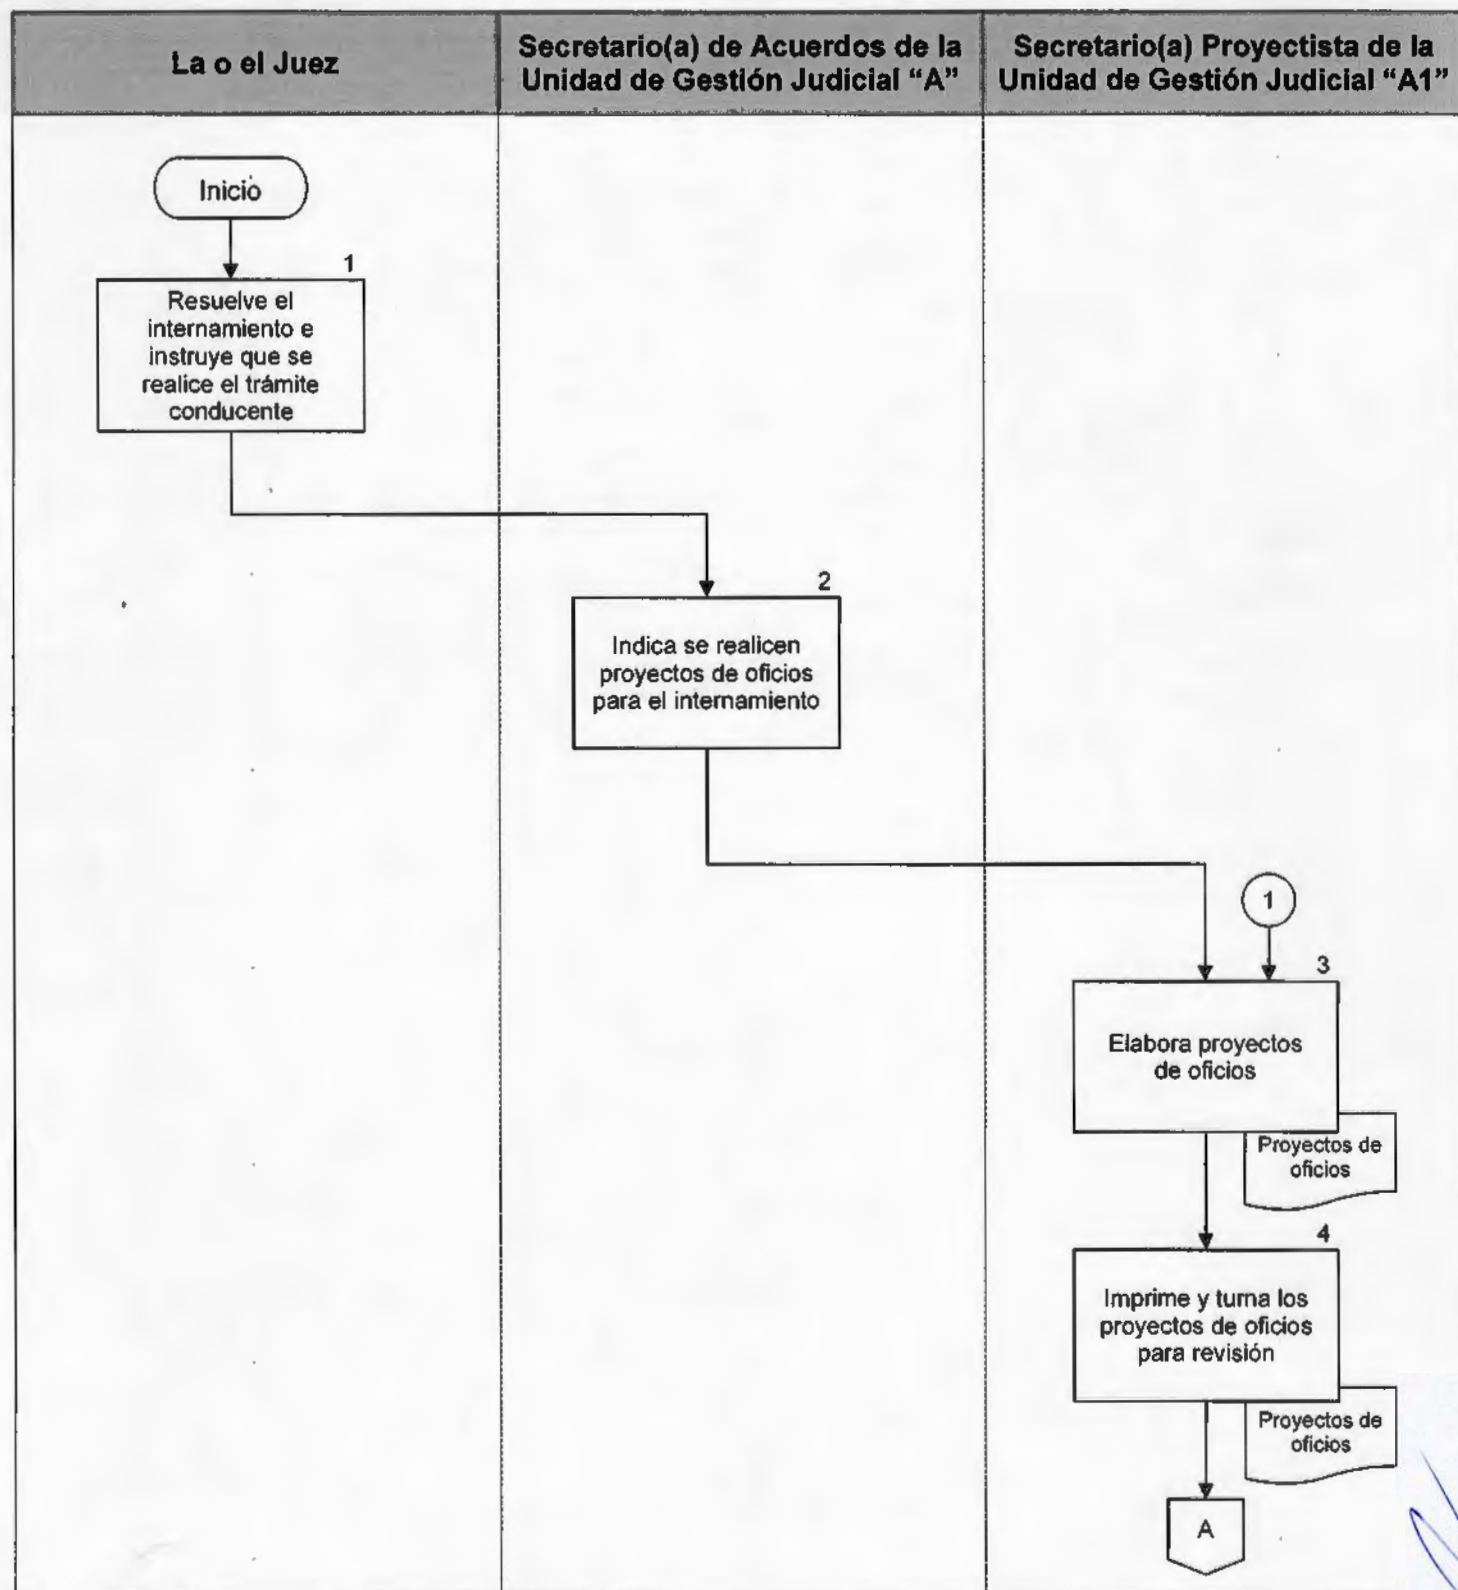 La o el Juez
Secretario(a) de Acuerdos de la
Unidad de Gestión Judicial “A”
Secretario(a) Proyectista de la
Unidad de Gestión Judicial “A1”
Inicio
1
Resuelve el
internamiento e
instruye que se
realice el trámite
conducente
2
Indica se realicen
proyectos de oficios
para el internamiento
1
3
Elabora proyectos
de oficios
Proyectos de
oficios
4
Imprime y turna los
proyectos de oficios
para revisión
Proyectos de
oficios
A